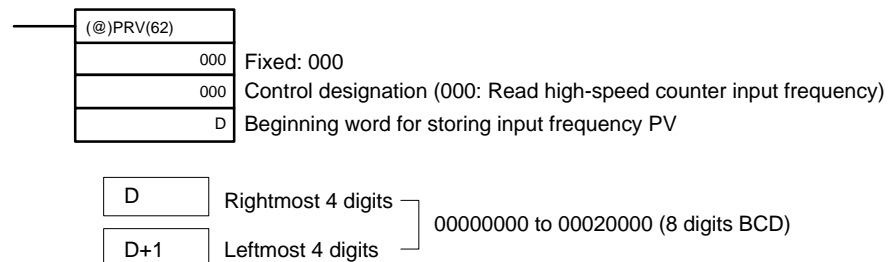 (@)PRV(62)
000 Fixed: 000
000 Control designation (000: Read high-speed counter input frequency)
D Beginning word for storing input frequency PV
D Rightmost 4 digits
00000000 to 00020000 (8 digits BCD)
D+1 Leftmost 4 digits